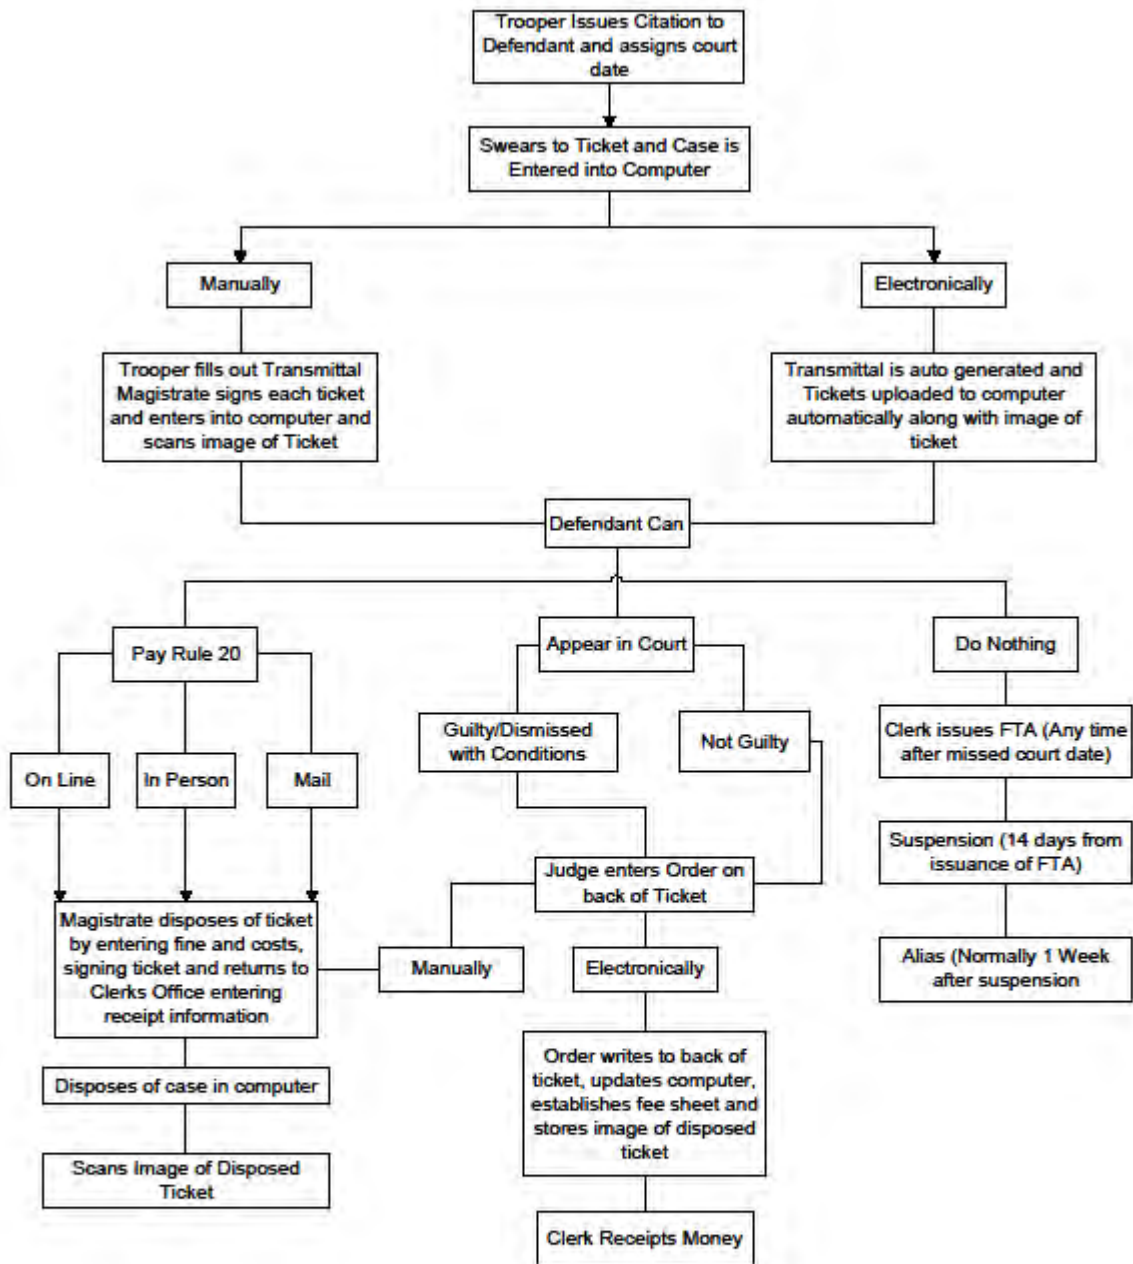 Trooper Issues Citation to
Defendant and assigns court
date
Swears to Ticket and Case is
Entered into Computer
Manually
Electronically
Trooper fills out Transmittal
Magistrate signs each ticket
and enters into computer and
scans image of Ticket
Transmittal is auto generated and
Tickets uploaded to computer
automatically along with image of
ticket
Defendant Can
Pay Rule 20
Appear in Court
Do Nothing
On Line
In Person
Mail
Guilty/Dismissed
with Conditions
Not Guilty
Clerk issues FTA (Any time
after missed court date)
Suspension (14 days from
issuance of FTA)
Alias (Normally 1 Week
after suspension
Judge enters Order on
back of Ticket
Magistrate disposes of ticket
by entering fine and costs,
signing ticket and returns to
Clerks Office entering
receipt information
Manually
Electronically
Disposes of case in computer
Scans Image of Disposed
Ticket
Order writes to back of
ticket, updates computer,
establishes fee sheet and
stores image of disposed
ticket
Clerk Receipts Money